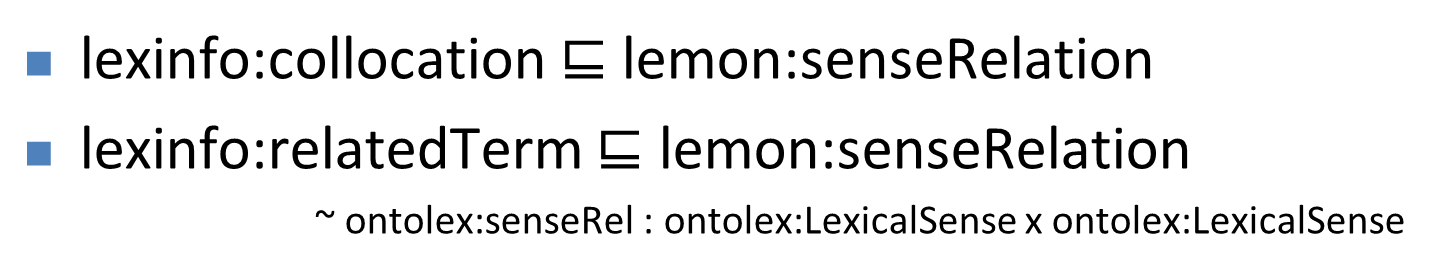 ▪ lexinfo:collocation ⊑ lemon:senseRelation
▪ lexinfo:relatedTerm ⊑ lemon:senseRelation
~ ontolex:senseRel : ontolex:LexicalSense x ontolex:LexicalSense